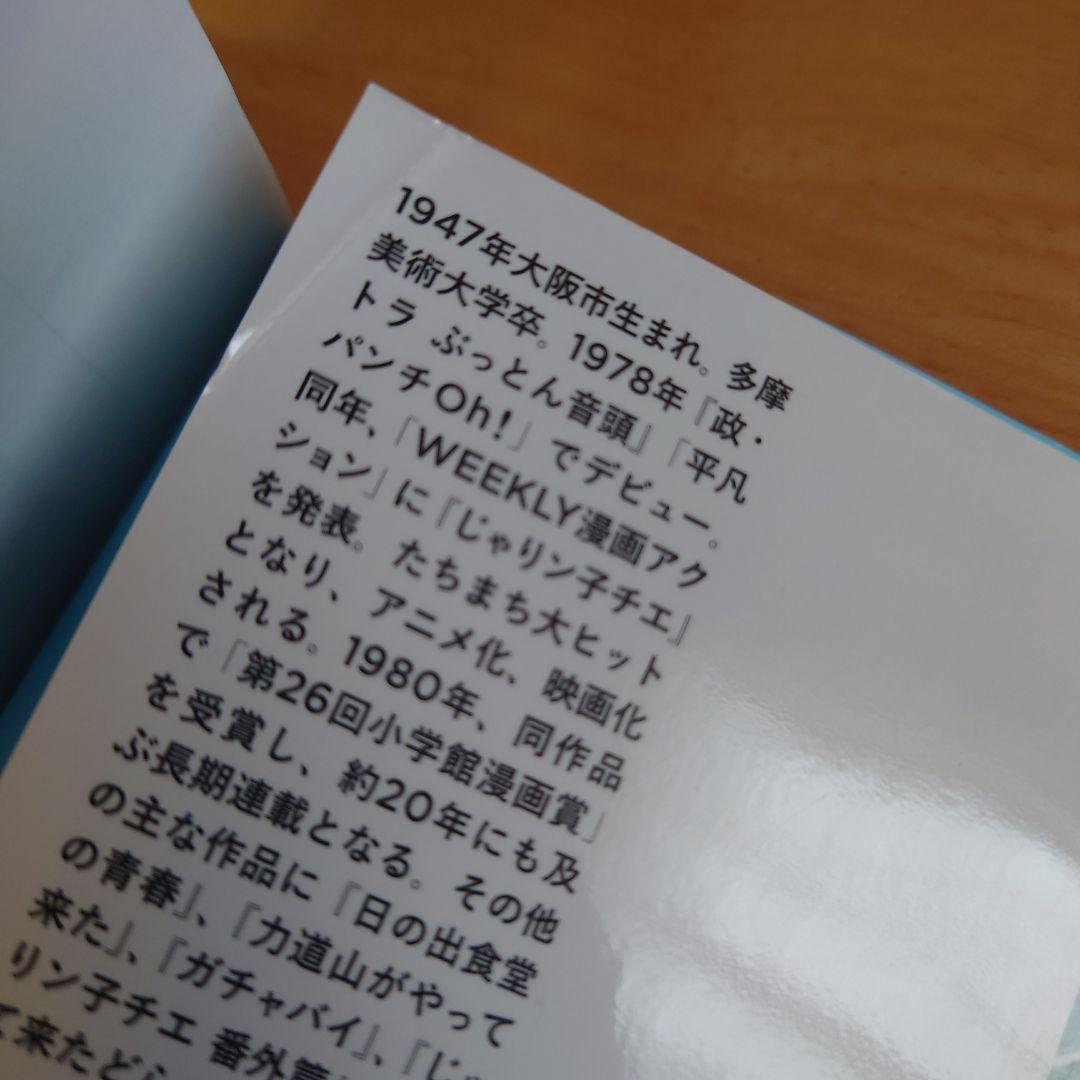 1947年大阪市生まれ。多摩
美術大学卒。1978年『政・
トラ ぶっとん音頭』「平凡
パンチOh!」でデビュー。
同年、「WEEKLY漫画アク
ション」に『じゃリン子チエ』
を発表。たちまち大ヒット
となり、アニメ化、映画化
される。1980年、同作品
で「第26回小学館漫画賞」
を受賞し、約20年にも及
ぶ長期連載となる。その他
の主な作品に『日の出食堂
の青春』、『力道山がやって
来た』、『ガチャバイ』、『じゃ
リン子チエ 番外篇
て来たど